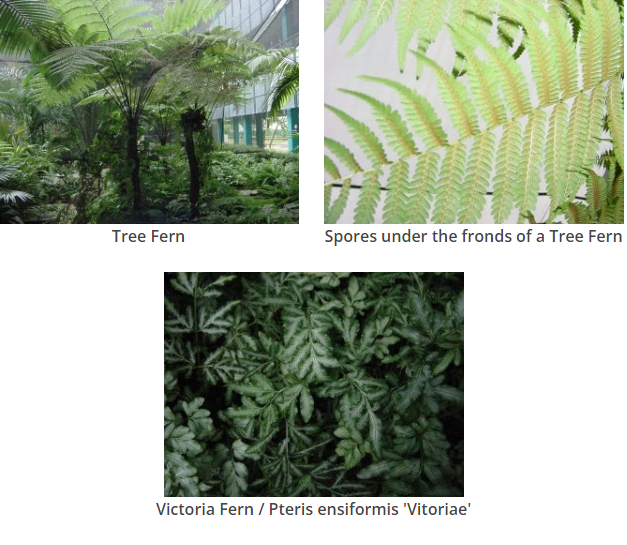 Tree Fern
Spores under the fronds of a Tree Fern
Victoria Fern / Pteris ensiformis 'Vitoriae'